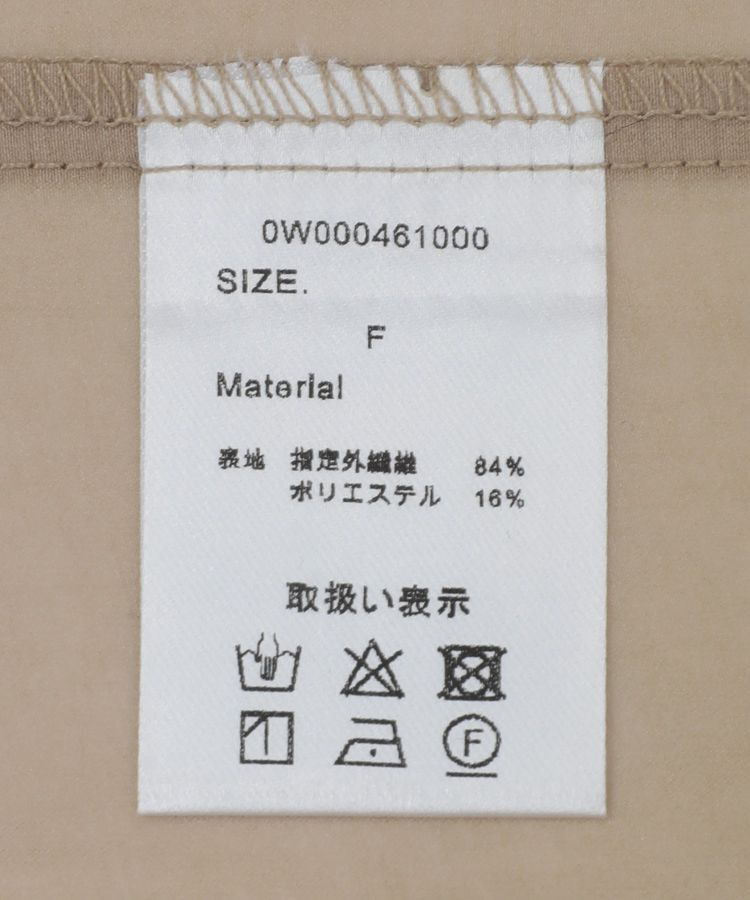 0W000461000
SIZE.
F
Material
表地 指定外繊維 84%
ポリエステル 16%
取扱い表示
F